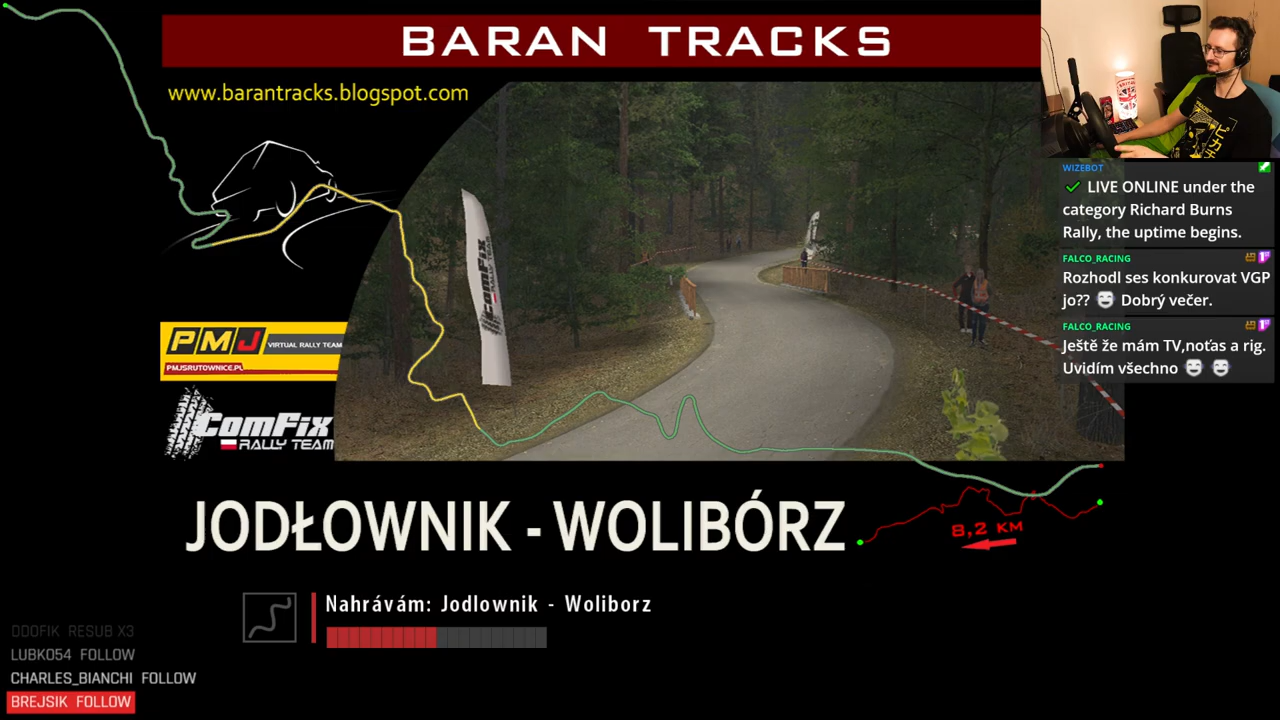 BARAN TRACKS
www.barantracks.blogspot.com
WIZEBOT
LIVE ONLINE under the
category Richard Burns
Rally, the uptime begins.
FALCO_RACING
Rozhodl ses konkurovat VGP
jo?? Dobrý večer.
FALCO_RACING
Ještě že mám TV,noťas a rig.
Uvidím všechno
ComFix
RALLY TEAM
PMJ VIRTUAL RALLY TEAM
PMJSRUTOWNICE.PL
ComFix
RALLY TEAM
JODŁOWNIK - WOLIBÓRZ
8,2 KM
Nahrávám: Jodlownik - Woliborz
DDOFIK RESUB X3
LUBKO54 FOLLOW
CHARLES_BIANCHI FOLLOW
BREJSIK FOLLOW